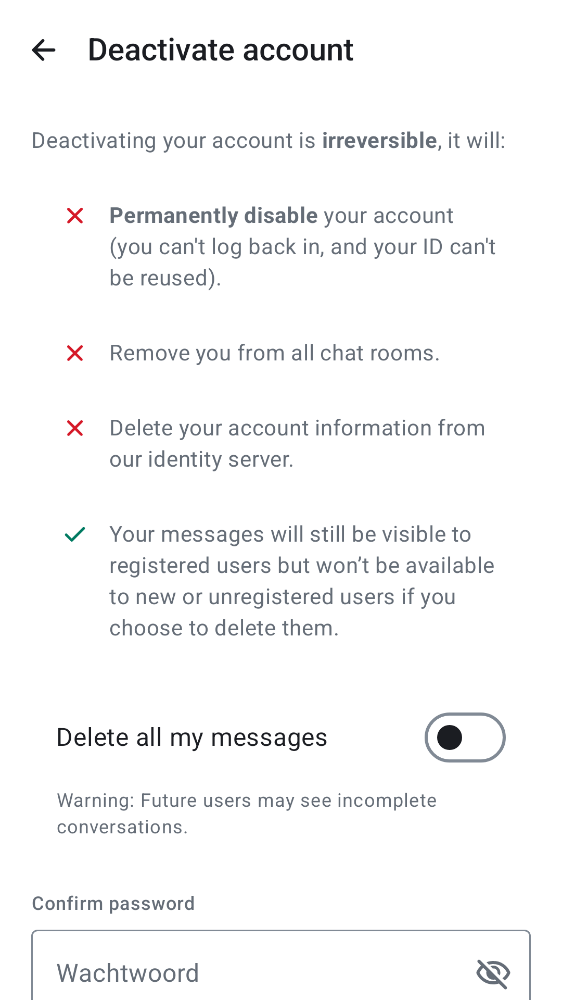 Deactivate account
Deactivating your account is irreversible, it will:
Permanently disable your account
(you can't log back in, and your ID can't
be reused).
Remove you from all chat rooms.
Delete your account information from
our identity server.
Your messages will still be visible to
registered users but won’t be available
to new or unregistered users if you
choose to delete them.
Delete all my messages
Warning: Future users may see incomplete
conversations.
Confirm password
Wachtwoord